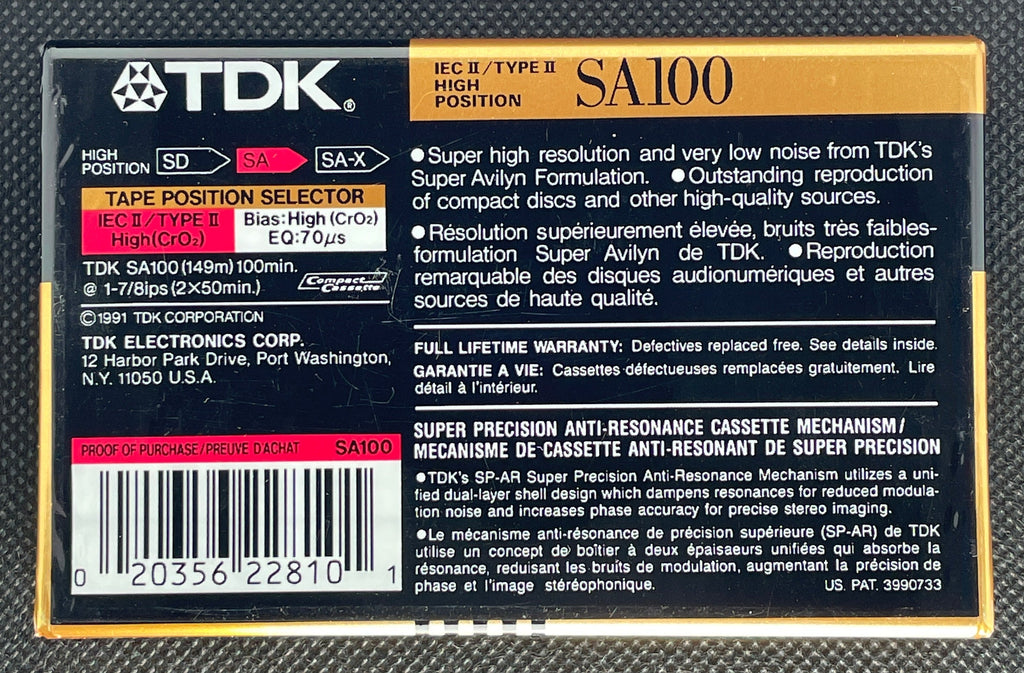 TDK®
IEC II/TYPE II
HIGH
POSITION
SA100
HIGH
POSITION
SD
SA
SA-X
TAPE POSITION SELECTOR
IEC II/TYPE II
High(CrO₂)
Bias:High (CrO₂)
EQ:70µs
TDK SA100(149m)100min.
@ 1-7/8ips(2×50min.)
Compact
Cassette
©1991 TDK CORPORATION
TDK ELECTRONICS CORP.
12 Harbor Park Drive, Port Washington,
N.Y. 11050 U.S.A.
PROOF OF PURCHASE/PREUVE D'ACHAT SA100
0 20356 22810 1
●Super high resolution and very low noise from TDK's
Super Avilyn Formulation. ●Outstanding reproduction
of compact discs and other high-quality sources.
●Résolution supérieurement élevée, bruits très faibles-
formulation Super Avilyn de TDK. ●Reproduction
remarquable des disques audionumériques et autres
sources de haute qualité.
FULL LIFETIME WARRANTY: Defectives replaced free. See details inside.
GARANTIE A VIE: Cassettes défectueuses remplacées gratuitement. Lire
détail à l'intérieur.
SUPER PRECISION ANTI-RESONANCE CASSETTE MECHANISM/
MECANISME DE CASSETTE ANTI-RESONANT DE SUPER PRECISION
●TDK's SP-AR Super Precision Anti-Resonance Mechanism utilizes a uni-
fied dual-layer shell design which dampens resonances for reduced modula-
tion noise and increases phase accuracy for precise stereo imaging.
●Le mécanisme anti-résonance de précision supérieure (SP-AR) de TDK
utilise un concept de boîtier à deux épaisaeurs unifiées qui absorbe la
résonance, reduisant les bruits de modulation, augmentant la précision de
phase et l'image stéréophonique.
US. PAT. 3990733